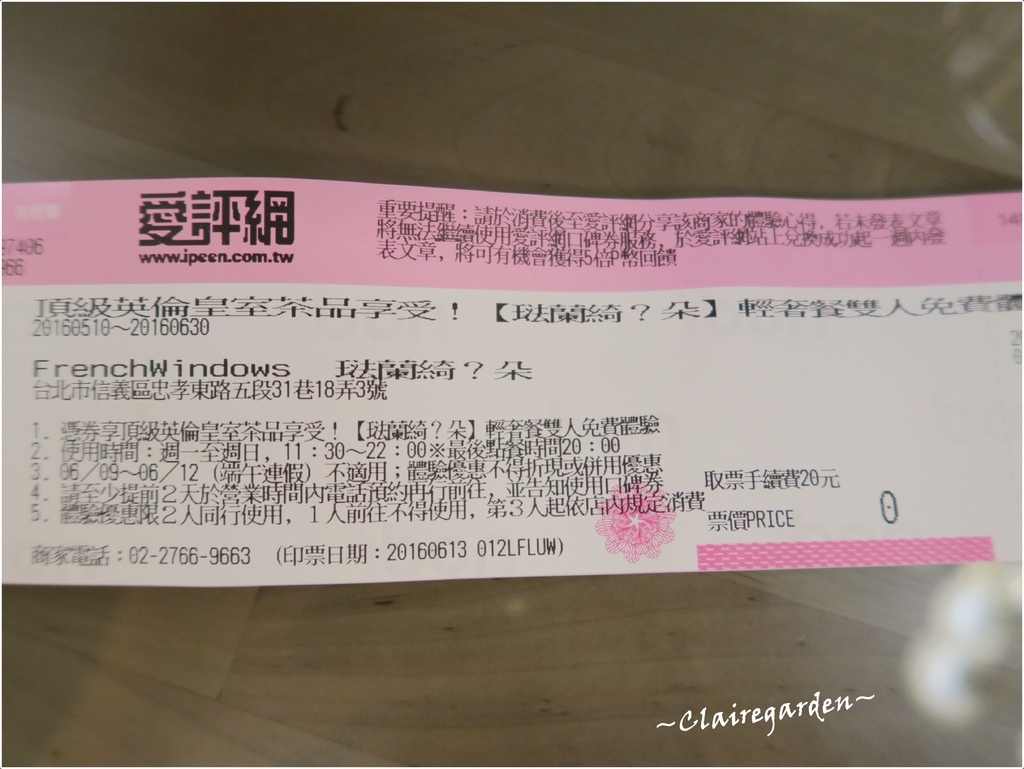 愛評網
www.ipeen.com.tw
重要提醒：請於消費後至愛評網分享該商家的體驗心得，若未發表文章
將無法繼續使用愛評網口碑券服務，於愛評網站上兌換成功起一週內發
表文章，將可有機會獲得5倍P幣回饋
97406
966
頂級英倫皇室茶品享受！【琺蘭綺？朵】輕奢餐雙人免費體
20160510～20160630
FrenchWindows 琺蘭綺？朵
台北市信義區忠孝東路五段31巷18弄3號
1. 憑券享頂級英倫皇室茶品享受！【琺蘭綺？朵】輕奢餐雙人免費體驗
2. 使用時間：週一至週日，11：30～22：00※最後點餐時間20：00
3. 06／09～06／12（端午連假）不適用；體驗優惠不得折現或併用優惠
4. 請至少提前2天於營業時間內電話預約再行前往，並告知使用口碑券
5. 體驗優惠限2人同行使用，1人前往不得使用，第3人起依店內規定消費
取票手續費20元
票價PRICE 0
商家電話：02-2766-9663 (印票日期：20160613 012LFLUW)
~Clairegarden~